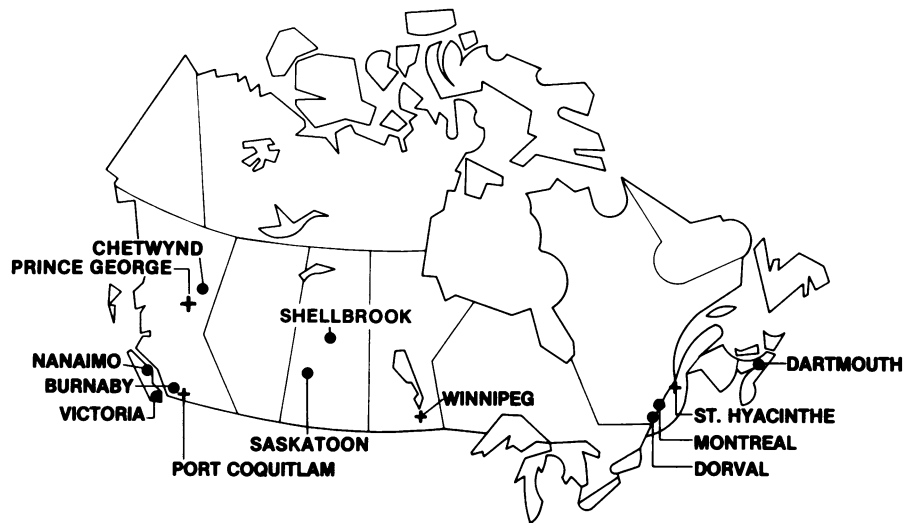 CHETWYND
PRINCE GEORGE
SHELLBROOK
NANAIMO
BURNABY
VICTORIA
DARTMOUTH
WINNIPEG
ST. HYACINTHE
SASKATOON
MONTREAL
PORT COQUITLAM
DORVAL